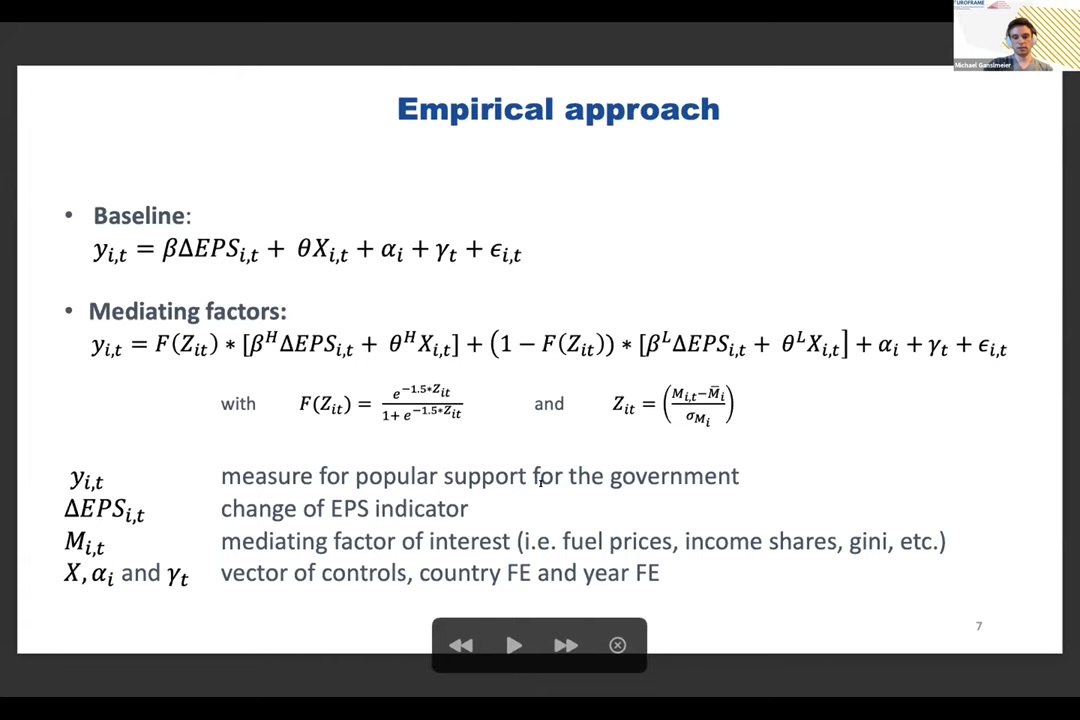 EUROFRAME
Michael Ganslmeier
Empirical approach
• Baseline:
y_{i,t} = βΔEPS_{i,t} + θX_{i,t} + α_i + γ_t + ϵ_{i,t}
• Mediating factors:
y_{i,t} = F(Z_{it}) ∗ [β^H ΔEPS_{i,t} + θ^H X_{i,t}] + (1 − F(Z_{it})) ∗ [β^L ΔEPS_{i,t} + θ^L X_{i,t}] + α_i + γ_t + ϵ_{i,t}
with F(Z_{it}) = \frac{e^{−1.5∗Z_{it}}}{1+ e^{−1.5∗Z_{it}}} and Z_{it} = (\frac{M_{i,t}−\bar{M}_i}{σ_{M_i}})
y_{i,t} measure for popular support for the government
ΔEPS_{i,t} change of EPS indicator
M_{i,t} mediating factor of interest (i.e. fuel prices, income shares, gini, etc.)
X, α_i and γ_t vector of controls, country FE and year FE
7